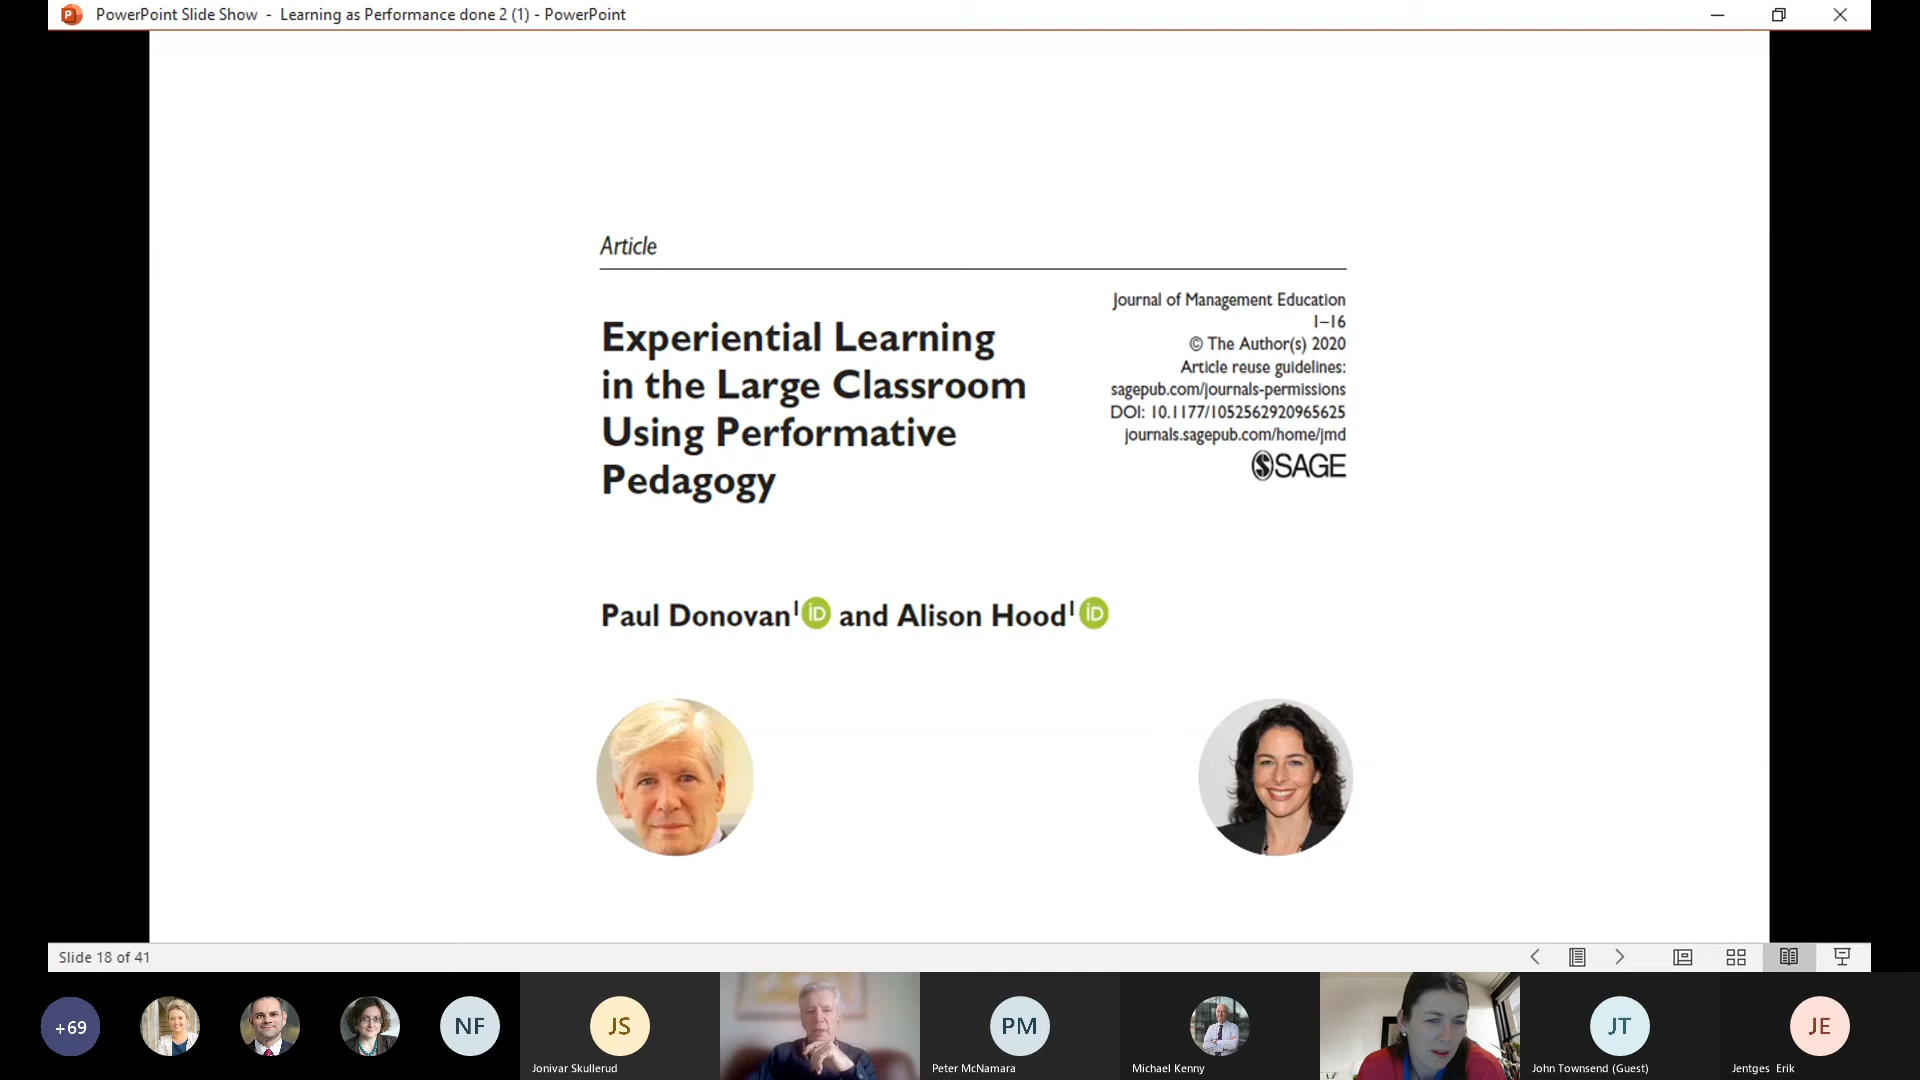 PowerPoint Slide Show - Learning as Performance done 2 (1) - PowerPoint
Article
Journal of Management Education
1–16
© The Author(s) 2020
Article reuse guidelines:
sagepub.com/journals-permissions
DOI: 10.1177/1052562920965625
journals.sagepub.com/home/jmd
SAGE
Experiential Learning
in the Large Classroom
Using Performative
Pedagogy
Paul Donovan1 iD and Alison Hood1 iD
Slide 18 of 41
+69
NF
JS
Jonivar Skullerud
PM
Peter McNamara
Michael Kenny
JT
John Townsend (Guest)
JE
Jentges Erik